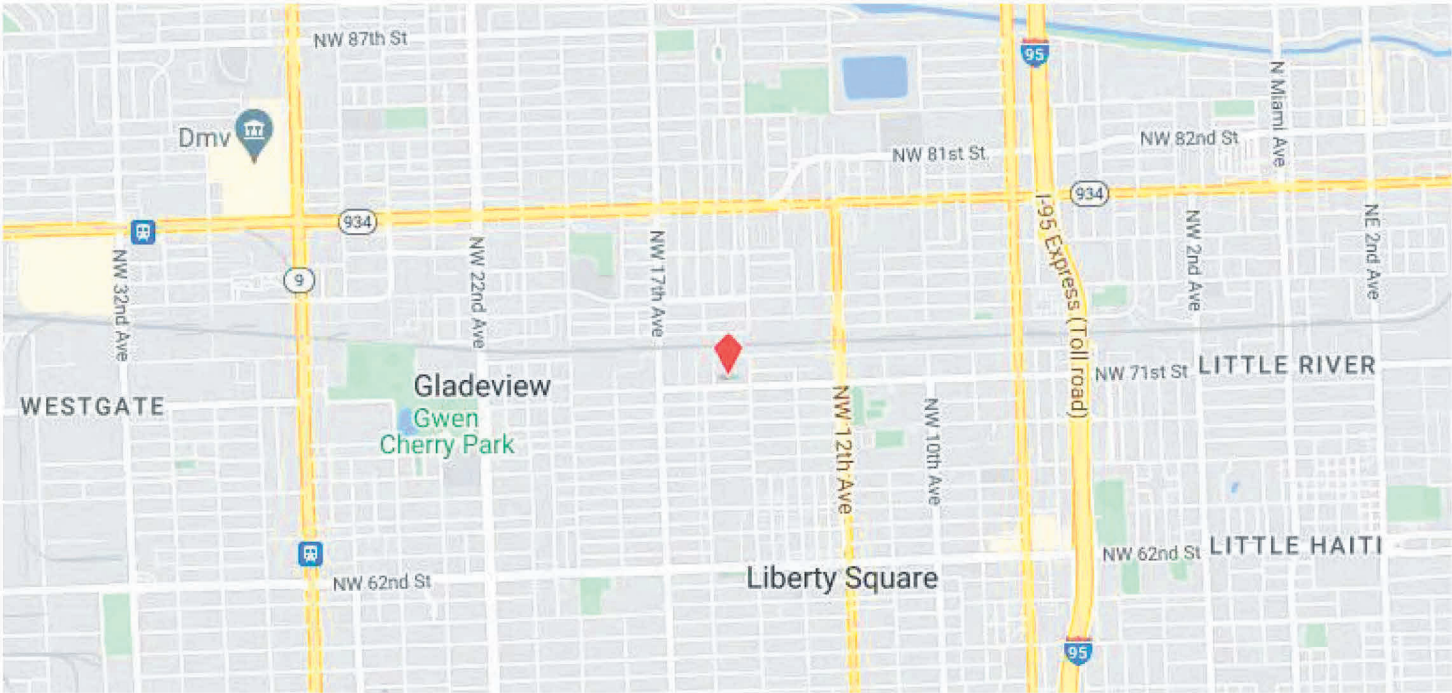 NW 87th St
95
N Miami Ave
Dmv
NW 82nd St
NW 81st St
934
934
I-95 Express (Toll road)
NW 32nd Ave
9
NW 22nd Ave
NW 17th Ave
NW 2nd Ave
NE 2nd Ave
Gladeview
Gwen
Cherry Park
WESTGATE
NW 71st St
LITTLE RIVER
NW 12th Ave
NW 10th Ave
NW 62nd St
LITTLE HAITI
NW 62nd St
Liberty Square
95